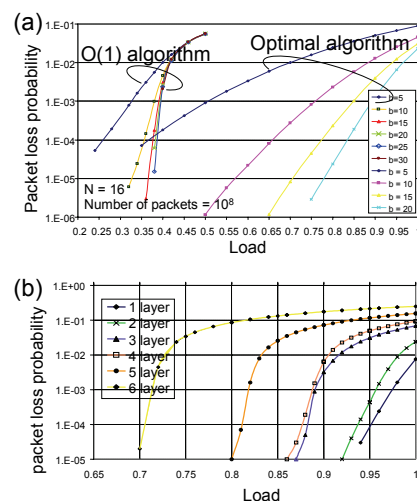 (a)
O(1) algorithm
Optimal algorithm
Packet loss probability
1.E+00
1.E-01
1.E-02
1.E-03
1.E-04
1.E-05
1.E-06
b=5
b=10
b=15
b=20
b=25
b=30
b = 5
b = 10
b = 15
b = 20
N = 16
Number of packets = 10⁸
0.2 0.25 0.3 0.35 0.4 0.45 0.5 0.55 0.6 0.65 0.7 0.75 0.8 0.85 0.9 0.95 1
Load
(b)
packet loss probability
1.E+00
1.E-01
1.E-02
1.E-03
1.E-04
1.E-05
1 layer
2 layer
3 layer
4 layer
5 layer
6 layer
0.65 0.7 0.75 0.8 0.85 0.9 0.95 1
Load